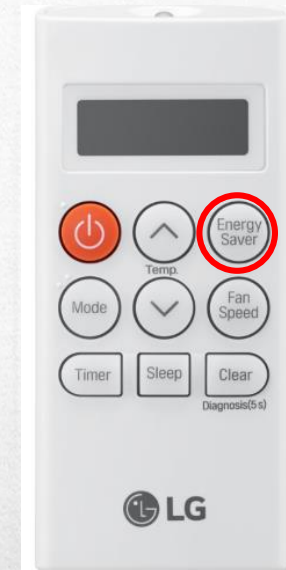 Energy
Saver
Temp.
Mode
Fan
Speed
Timer
Sleep
Clear
Diagnosis(5 s)
LG